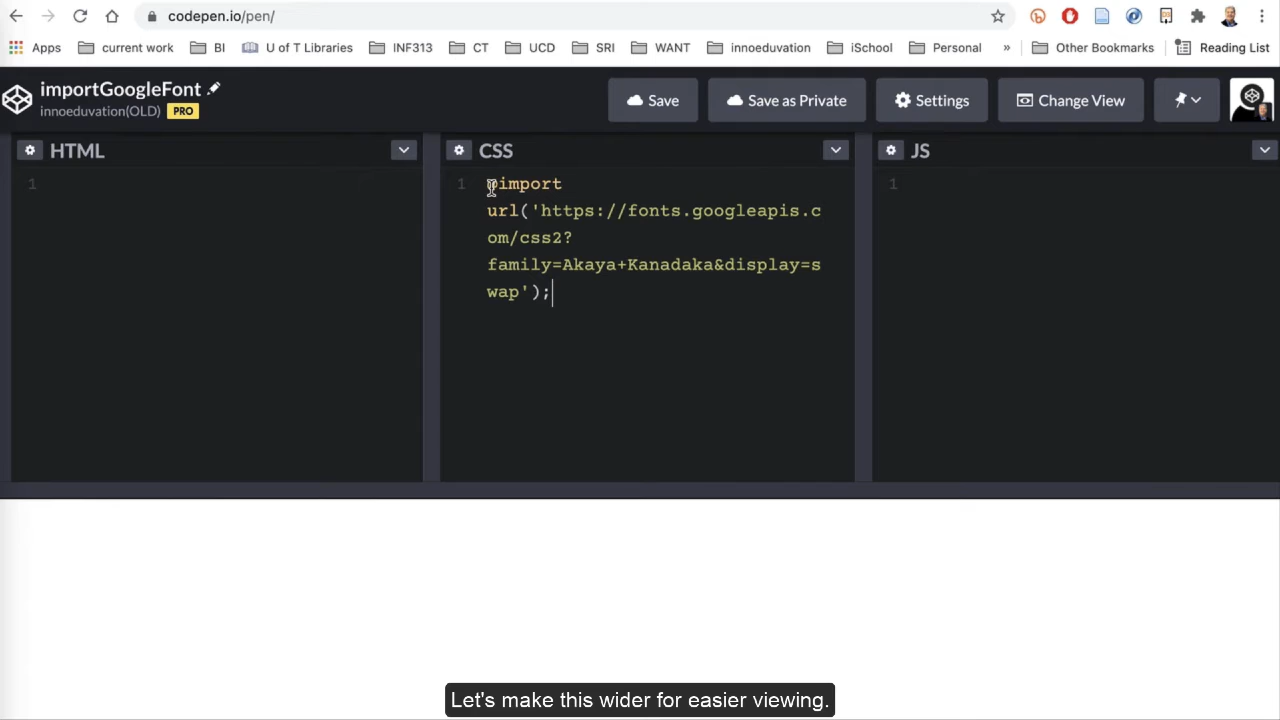 codepen.io/pen/
Apps current work BI U of T Libraries INF313 CT UCD SRI WANT innoeduvation iSchool Personal » Other Bookmarks Reading List
importGoogleFont
innoeduvation(OLD) PRO
Save Save as Private Settings Change View
HTML
1
CSS
1 @import
url('https://fonts.googleapis.c
om/css2?
family=Akaya+Kanadaka&display=s
wap');
JS
1
Let's make this wider for easier viewing.